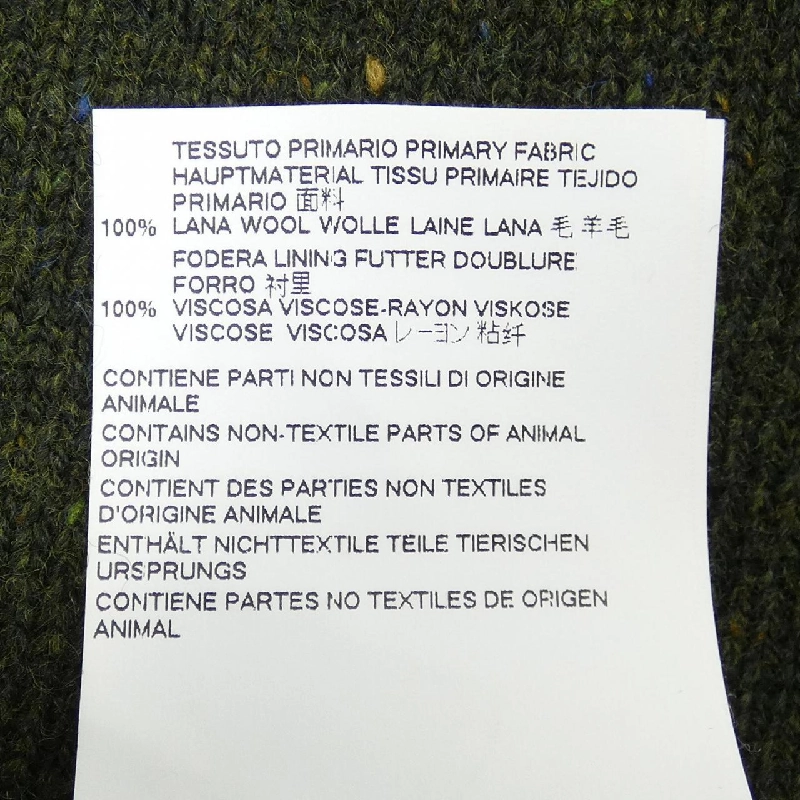 TESSUTO PRIMARIO PRIMARY FABRIC
HAUPTMATERIAL TISSU PRIMAIRE TEJIDO
PRIMARIO 面料
100% LANA WOOL WOLLE LAINE LANA 毛 羊毛
FODERA LINING FUTTER DOUBLURE
FORRO 衬里
100% VISCOSA VISCOSE-RAYON VISKOSE
VISCOSE VISCOSA レーヨン 粘纤
CONTIENE PARTI NON TESSILI DI ORIGINE
ANIMALE
CONTAINS NON-TEXTILE PARTS OF ANIMAL
ORIGIN
CONTIENT DES PARTIES NON TEXTILES
D'ORIGINE ANIMALE
ENTHÄLT NICHTTEXTILE TEILE TIERISCHEN
URSPRUNGS
CONTIENE PARTES NO TEXTILES DE ORIGEN
ANIMAL